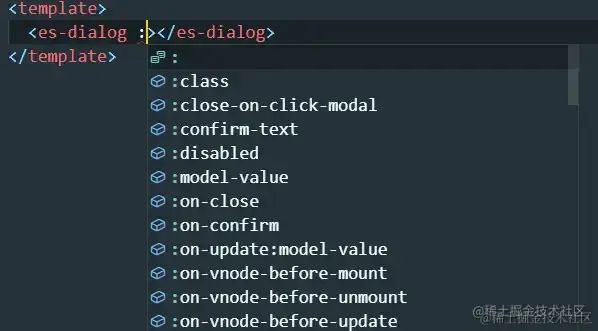 <template>
<es-dialog :></es-dialog>
</template>
:
:class
:close-on-click-modal
:confirm-text
:disabled
:model-value
:on-close
:on-confirm
:on-update:model-value
:on-vnode-before-mount
:on-vnode-before-unmount
:on-vnode-before-update
@稀土掘金技术社区